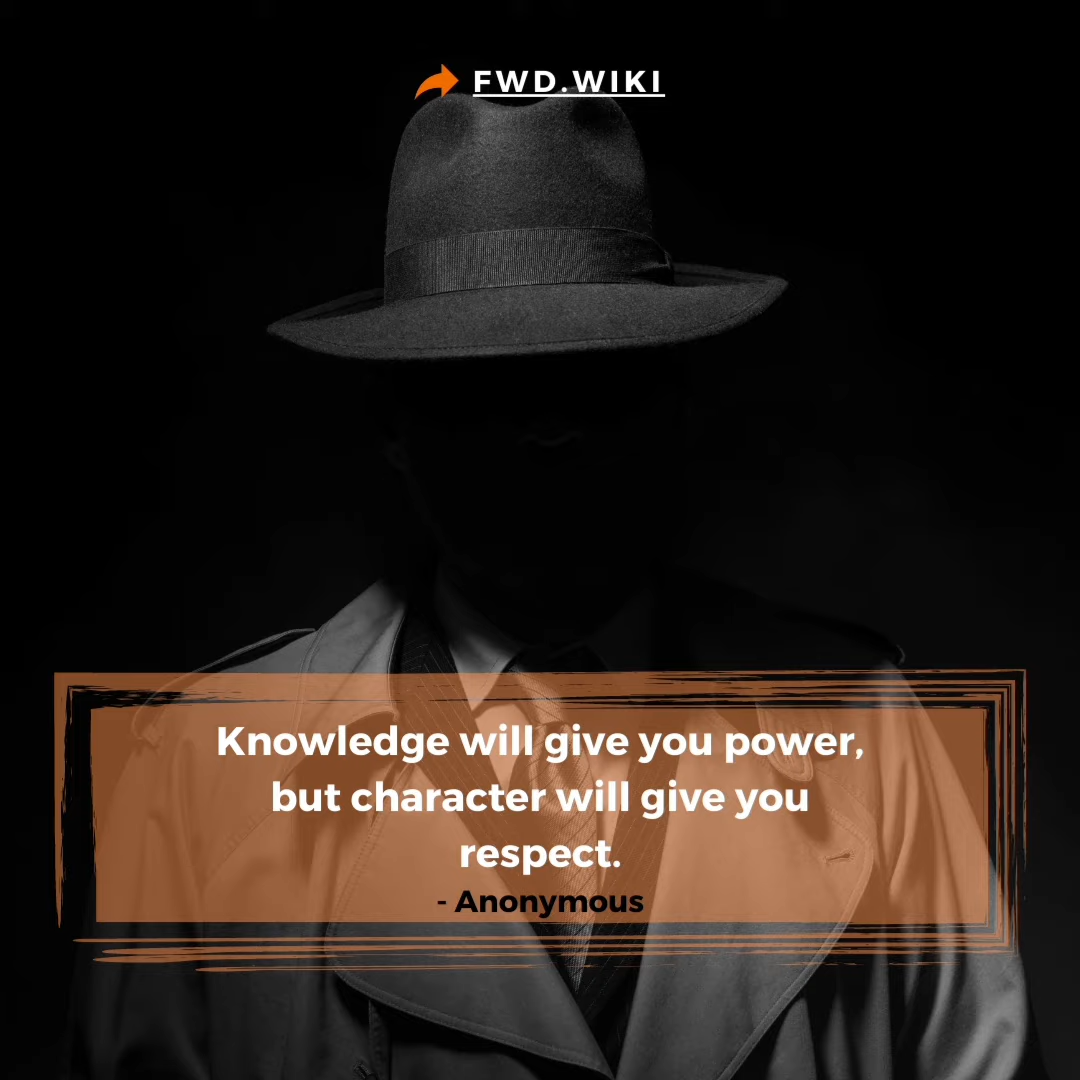 FWD.WIKI
Knowledge will give you power,
but character will give you
respect.
- Anonymous